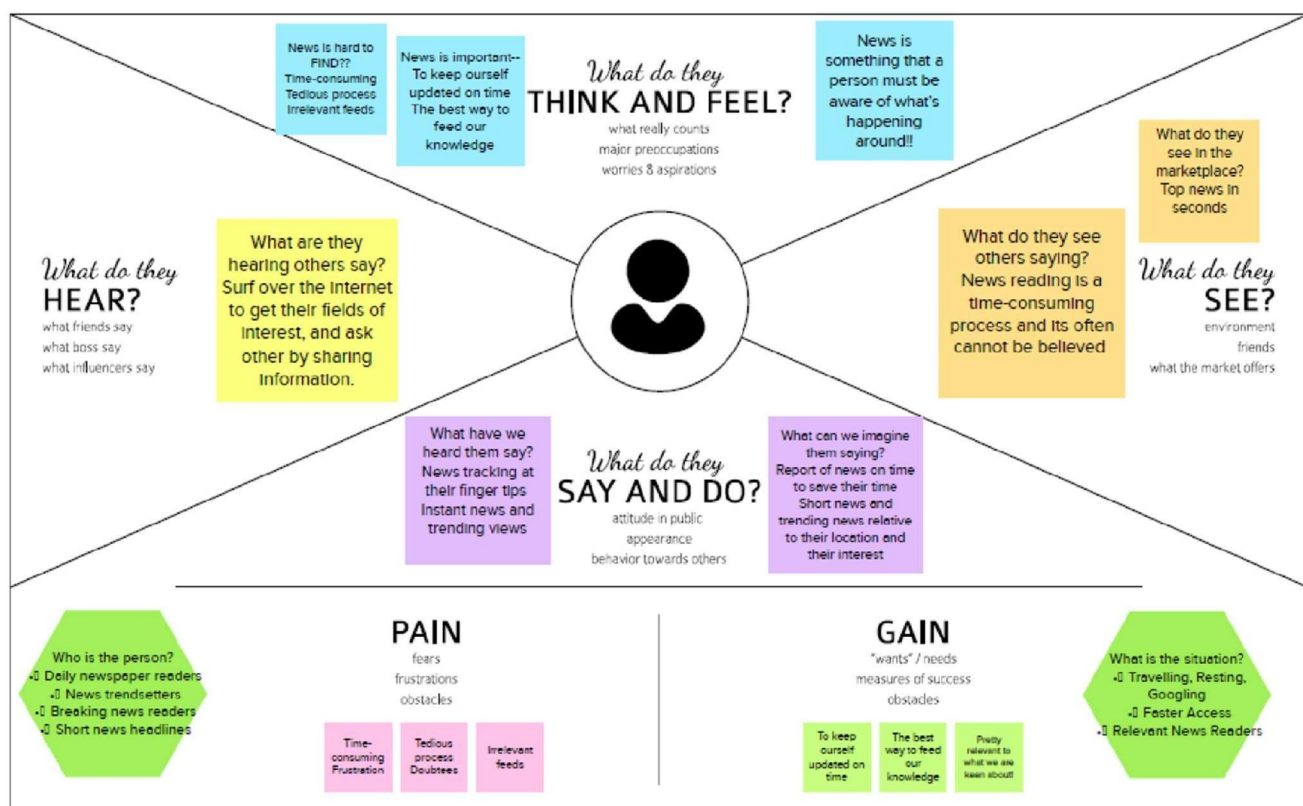 News is hard to
FIND??
Time-consuming
Tedious process
Irrelevant feeds
News is important--
To keep ourself
updated on time
The best way to
feed our
knowledge
What do they
THINK AND FEEL?
what really counts
major preoccupations
worries & aspirations
News is
something that a
person must be
aware of what's
happening
around!!
What do they
see in the
marketplace?
Top news in
seconds
What do they
HEAR?
what friends say
what boss say
what influencers say
What are they
hearing others say?
Surf over the internet
to get their fields of
interest, and ask
other by sharing
information.
What do they see
others saying?
News reading is a
time-consuming
process and its often
cannot be believed
What do they
SEE?
environment
friends
what the market offers
What have we
heard them say?
News tracking at
their finger tips
Instant news and
trending views
What do they
SAY AND DO?
attitude in public
appearance
behavior towards others
What can we imagine
them saying?
Report of news on time
to save their time
Short news and
trending news relative
to their location and
their interest
Who is the person?
• Daily newspaper readers
• News trendsetters
• Breaking news readers
• Short news headlines
PAIN
fears
frustrations
obstacles
Time-
consuming
Frustration
Tedious
process
Doubtees
Irrelevant
feeds
GAIN
"wants" / needs
measures of success
obstacles
To keep
ourself
updated on
time
The best
way to feed
our
knowledge
Pretty
relevant to
what we are
keen about!
What is the situation?
• Travelling, Resting,
Googling
• Faster Access
• Relevant News Readers